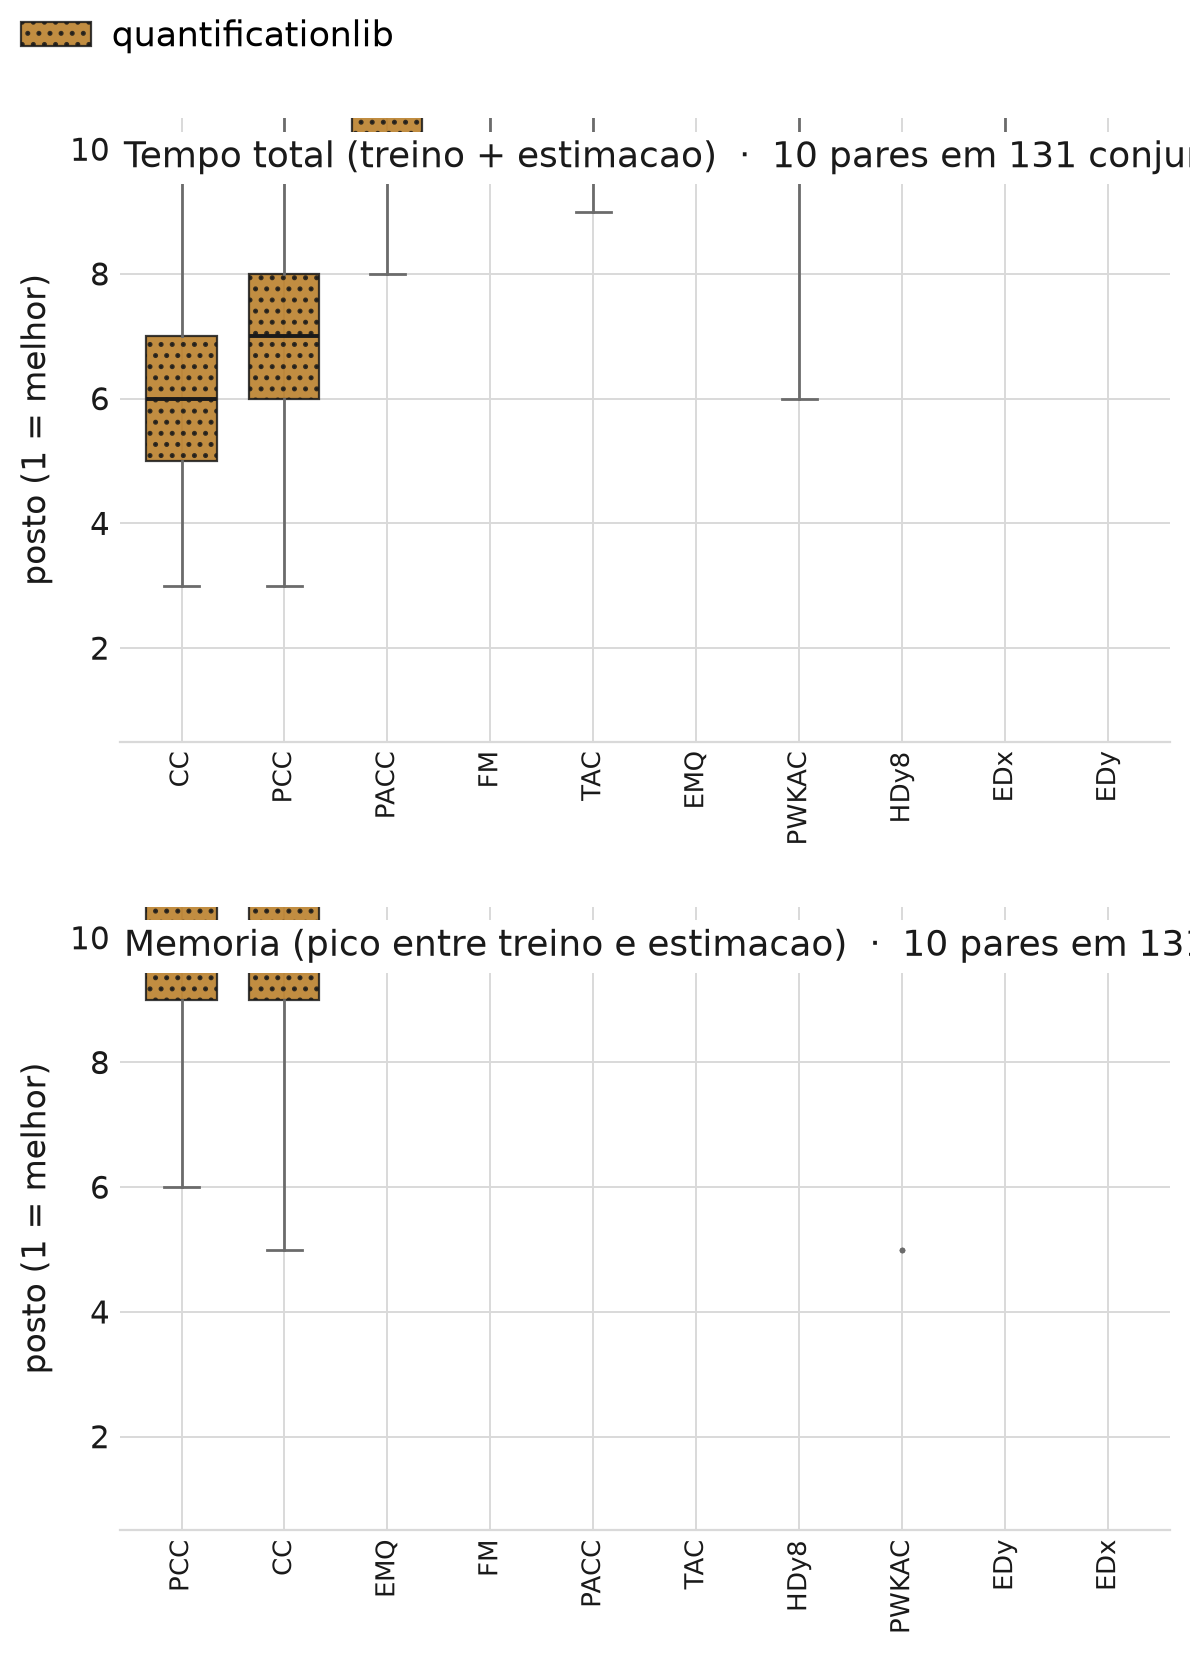 quantificationlib
Tempo total (treino + estimacao) · 10 pares em 131
posto (1 = melhor)
10
8
6
4
2
CC
PCC
PACC
FM
TAC
EMQ
PWKAC
HDy8
EDx
EDy
Memoria (pico entre treino e estimacao) · 10 pares em
posto (1 = melhor)
10
8
6
4
2
PCC
CC
EMQ
FM
PACC
TAC
HDy8
PWKAC
EDy
EDx